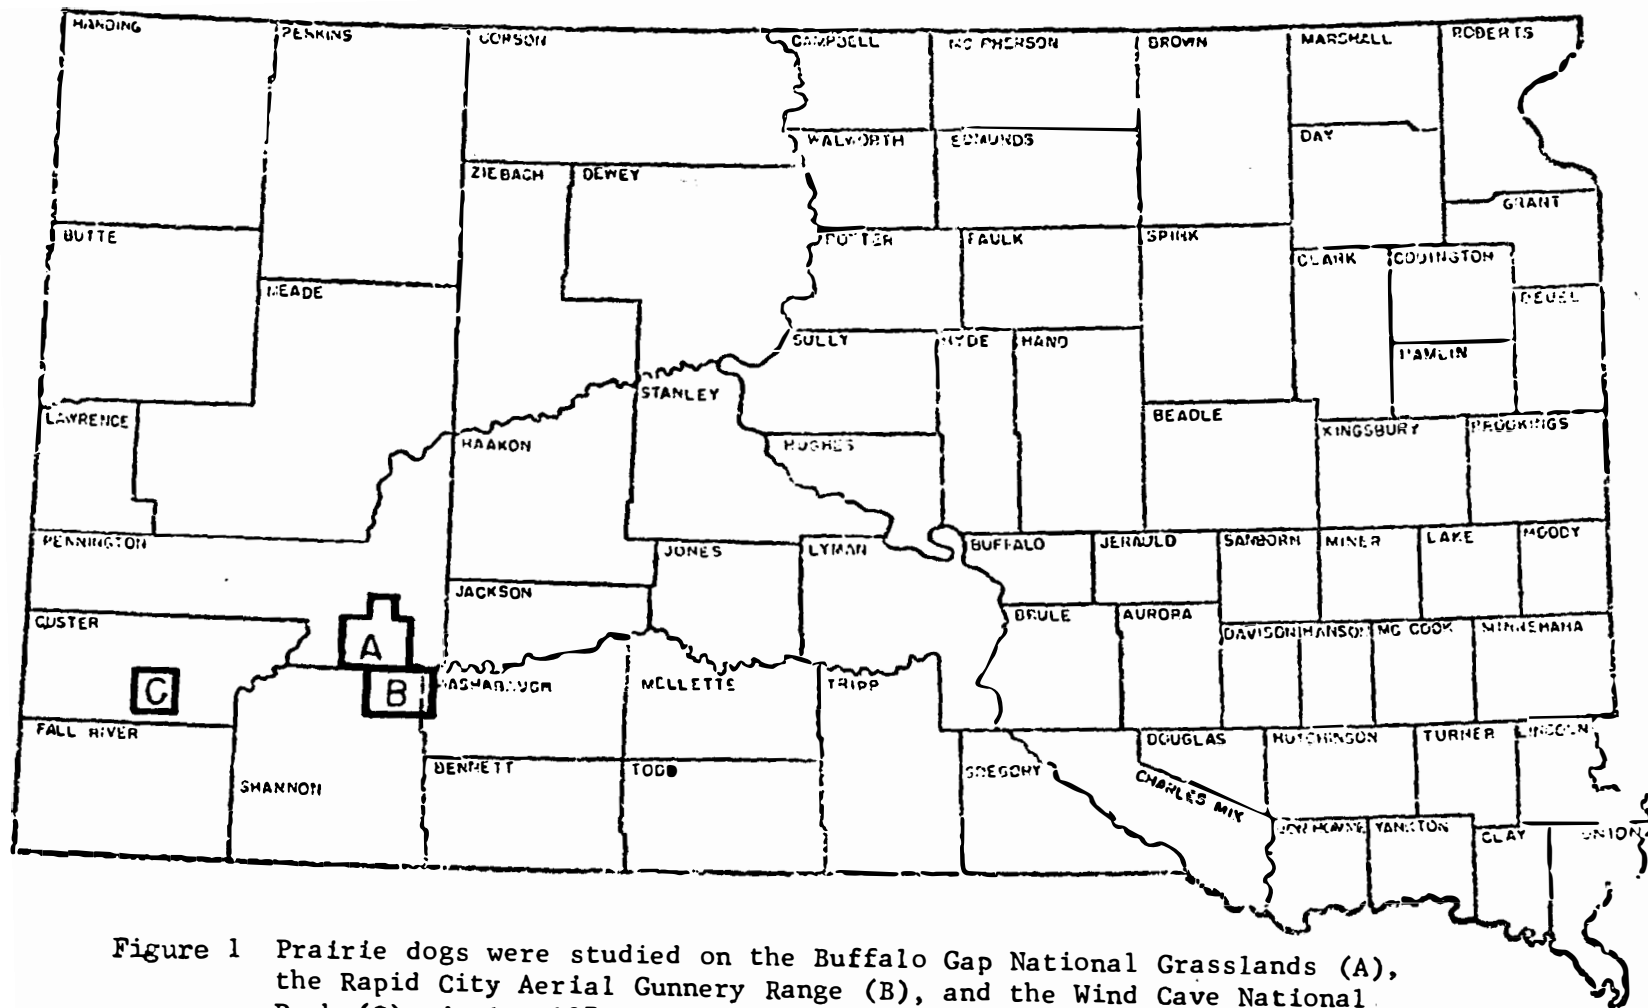 HARDING PERKINS CORSON CAMPBELL MC PHERSON BROWN MARSHALL ROBERTS
WALWORTH EDMUNDS DAY
ZIEBACH DEWEY
GRANT
BUTTE POTTER FAULK SPINK
CLARK CODINGTON
MEADE DEUEL
SULLY HYDE HAND HAMLIN
STANLEY
LAWRENCE BEADLE
KINGSBURY BROOKINGS
HAAKON HUGHES
PENNINGTON JONES LYMAN BUFFALO JERAULD SANBORN MINER LAKE MOODY
JACKSON
CUSTER BRULE AURORA
DAVISON HANSON MC COOK MINNEHAHA
A
C B WASHABAUGH MELLETTE TRIPP
FALL RIVER DOUGLAS HUTCHINSON TURNER LINCOLN
SHANNON BENNETT TODD GREGORY CHARLES MIX
BON HOMME YANKTON CLAY UNION
Figure 1 Prairie dogs were studied on the Buffalo Gap National Grasslands (A),
the Rapid City Aerial Gunnery Range (B), and the Wind Cave National